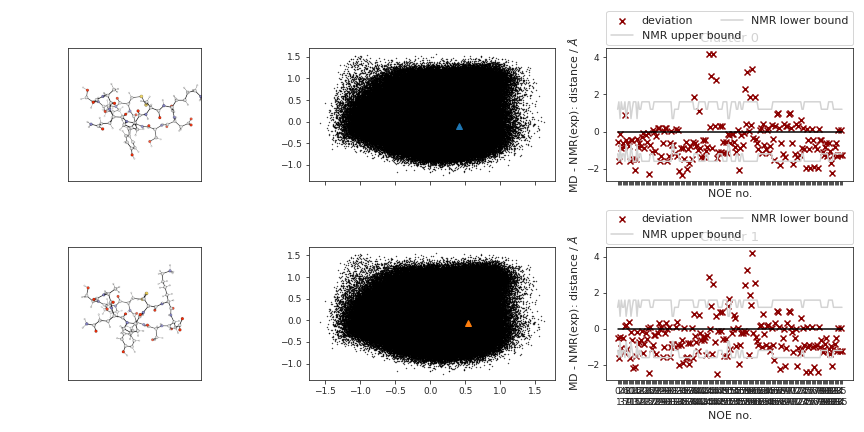 deviation NMR lower bound
NMR upper bound
Cluster 0
MD - NMR(exp): distance / Å
1.5
1.0
0.5
0.0
−0.5
−1.0
4
2
0
−2
NOE no.
deviation NMR lower bound
NMR upper bound
Cluster 1
MD - NMR(exp): distance / Å
1.5
1.0
0.5
0.0
−0.5
−1.0
−1.5 −1.0 −0.5 0.0 0.5 1.0 1.5
4
2
0
−2
NOE no.